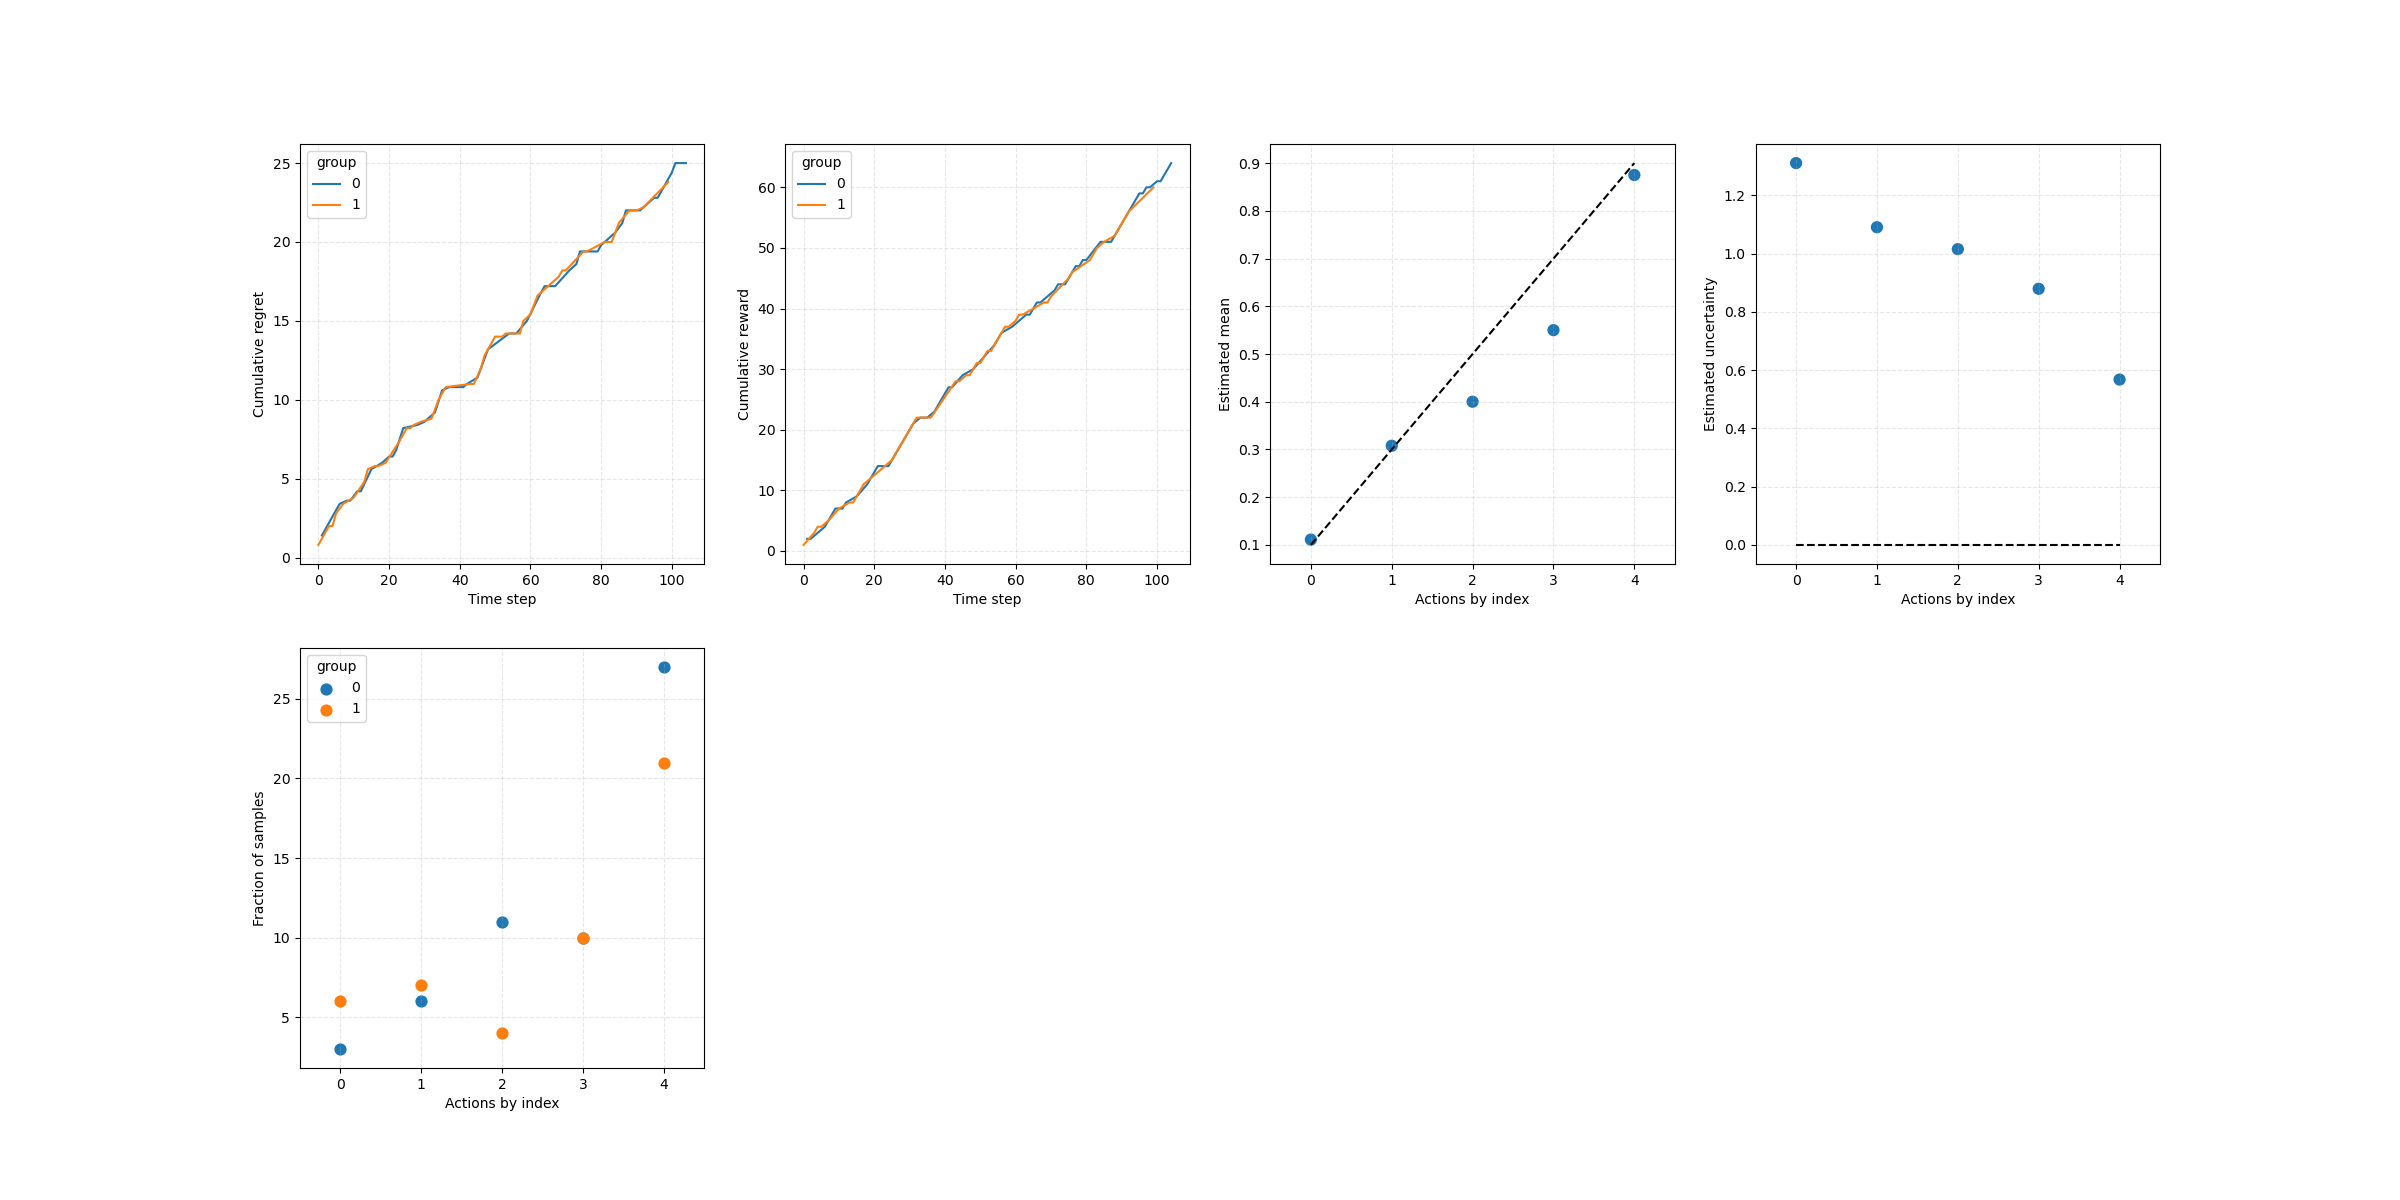 group
0
1
25
20
15
10
5
0
Cumulative regret
0 20 40 60 80 100
Time step
group
0
1
60
50
40
30
20
10
0
Cumulative reward
0 20 40 60 80 100
Time step
0.9
0.8
0.7
0.6
0.5
0.4
0.3
0.2
0.1
Estimated mean
0 1 2 3 4
Actions by index
1.2
1.0
0.8
0.6
0.4
0.2
0.0
Estimated uncertainty
0 1 2 3 4
Actions by index
group
0
1
25
20
15
10
5
Fraction of samples
0 1 2 3 4
Actions by index